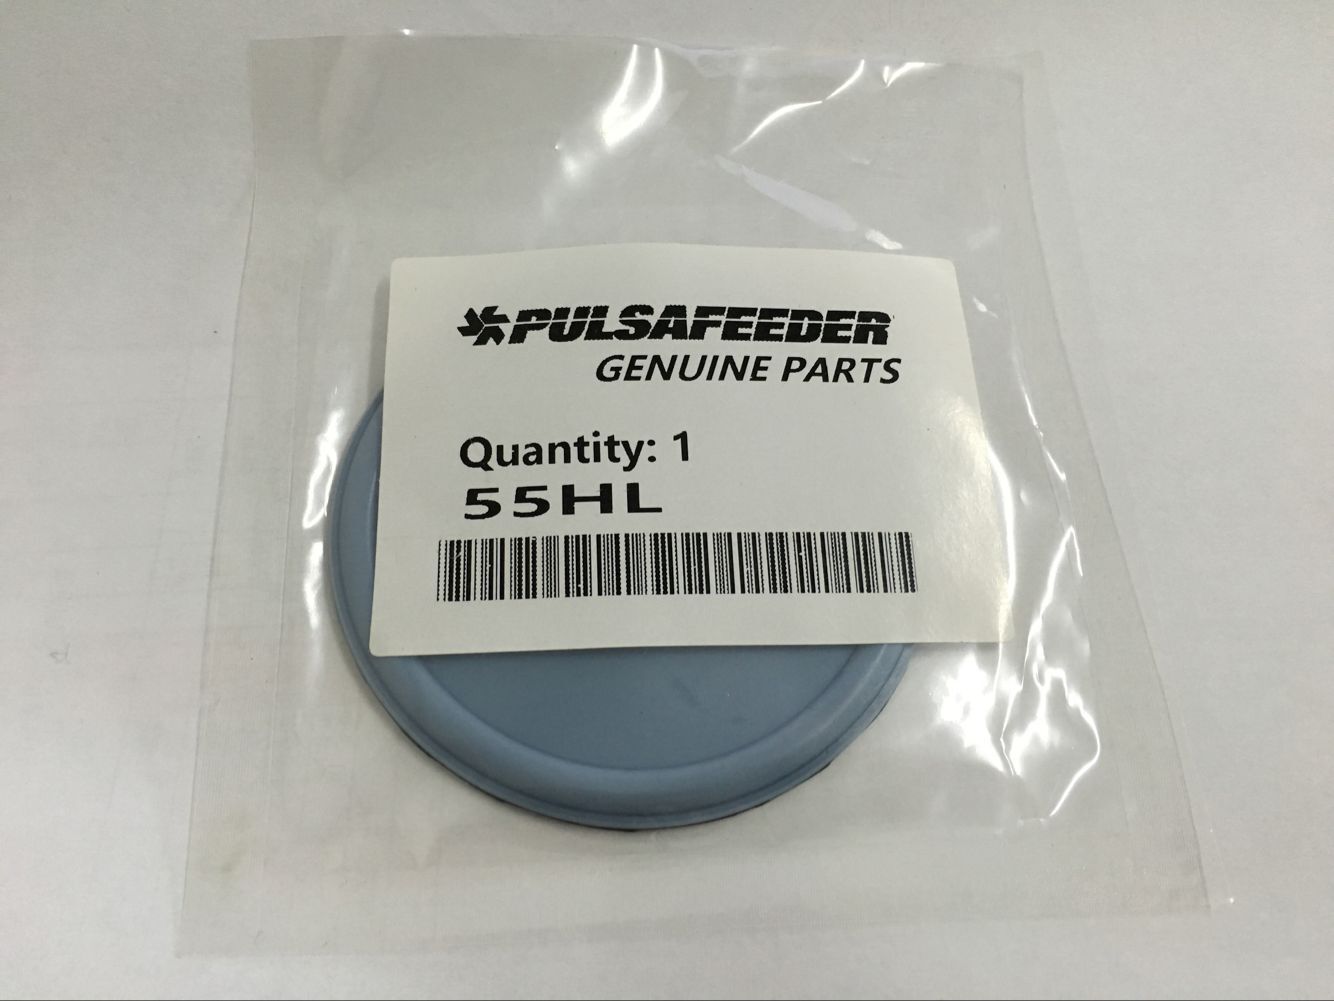 PULSAFEEDER
GENUINE PARTS
Quantity: 1
55HL